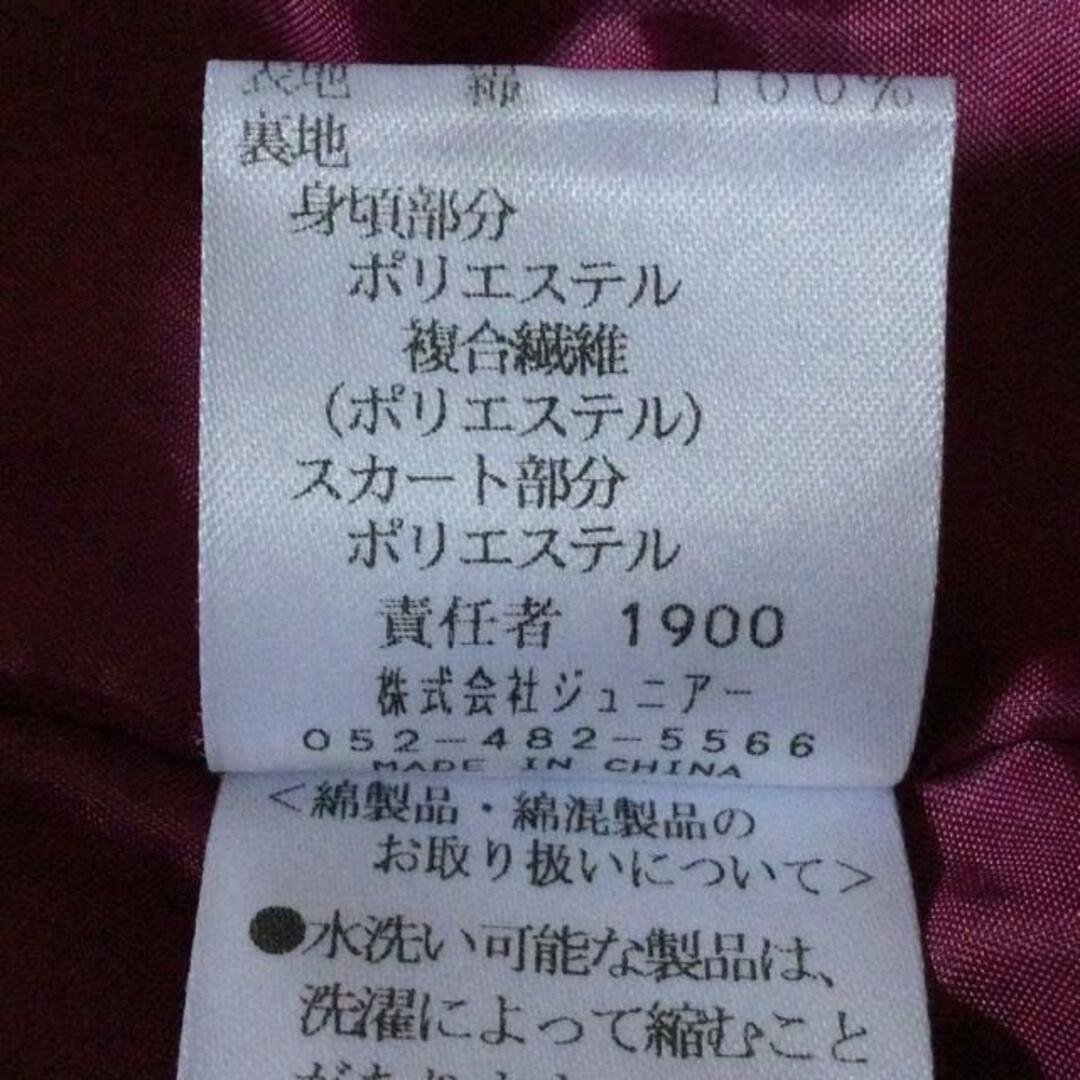 表地 綿 100%
裏地
身頃部分
ポリエステル
複合繊維
(ポリエステル)
スカート部分
ポリエステル
責任者 1900
株式会社ジュニアー
052-482-5566
MADE IN CHINA
<綿製品・綿混製品の
お取り扱いについて>
●水洗い可能な製品は、
洗濯によって縮むこと